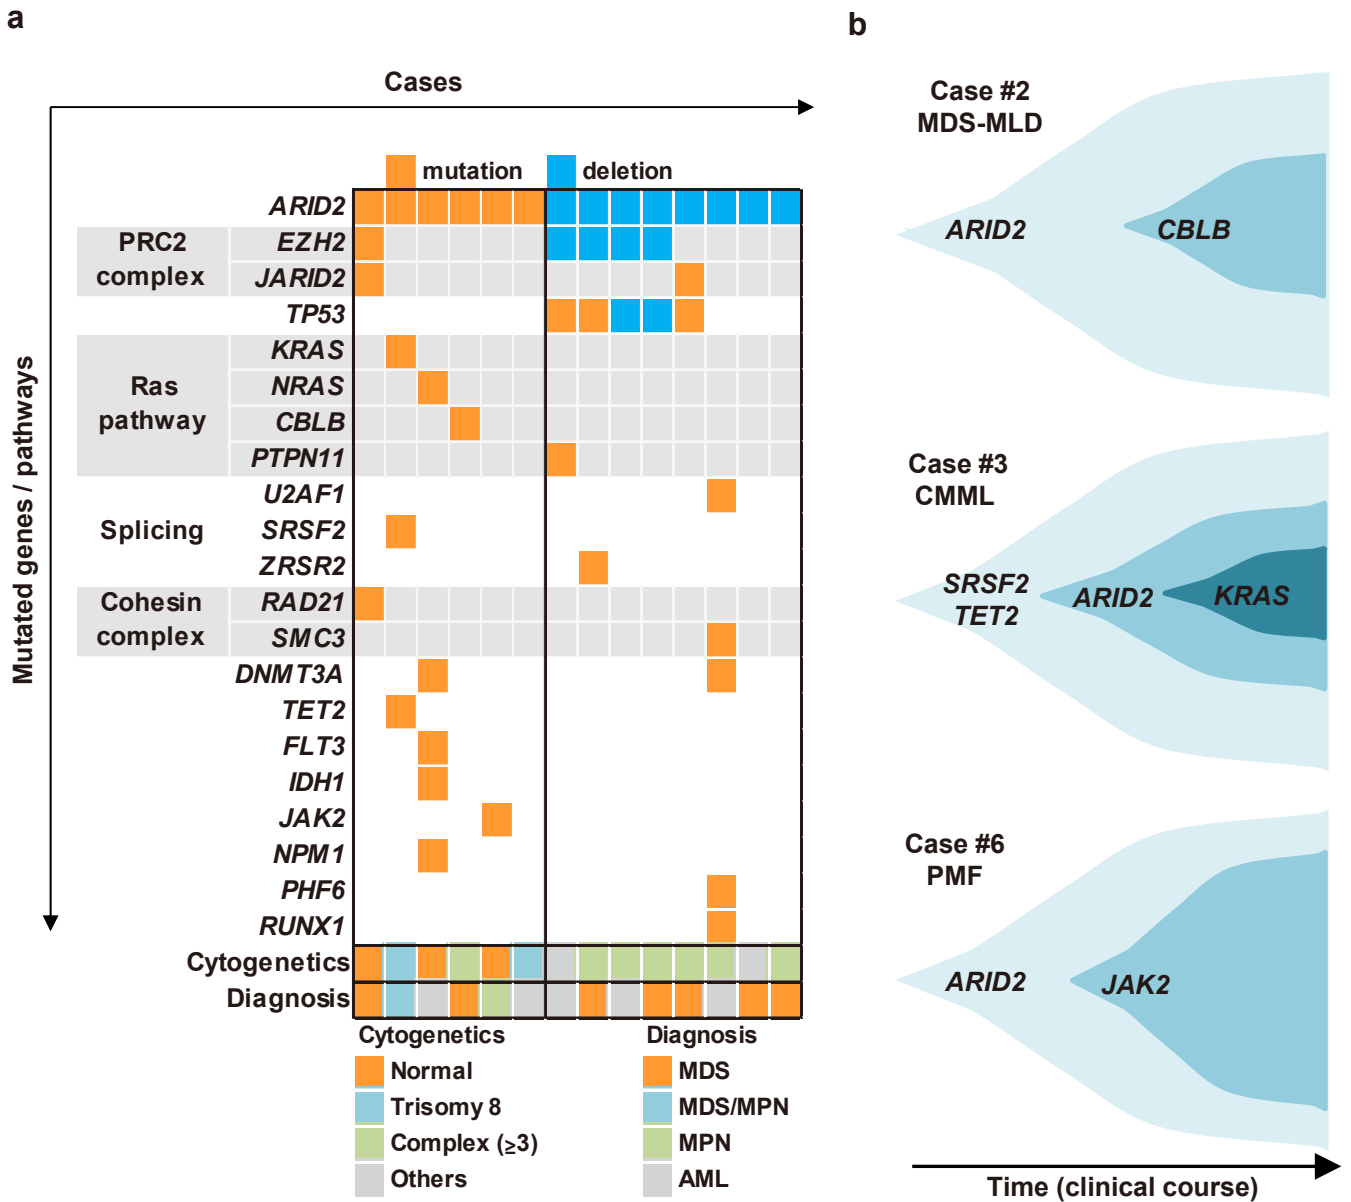 a
Cases
mutation
deletion
Mutated genes / pathways
ARID2
PRC2
complex
EZH2
JARID2
TP53
Ras
pathway
KRAS
NRAS
CBLB
PTPN11
Splicing
U2AF1
SRSF2
ZRSR2
Cohesin
complex
RAD21
SMC3
DNMT3A
TET2
FLT3
IDH1
JAK2
NPM1
PHF6
RUNX1
Cytogenetics
Diagnosis
Cytogenetics
Normal
Trisomy 8
Complex (≥3)
Others
Diagnosis
MDS
MDS/MPN
MPN
AML
b
Case #2
MDS-MLD
ARID2
CBLB
Case #3
CMML
SRSF2
TET2
ARID2
KRAS
Case #6
PMF
ARID2
JAK2
Time (clinical course)